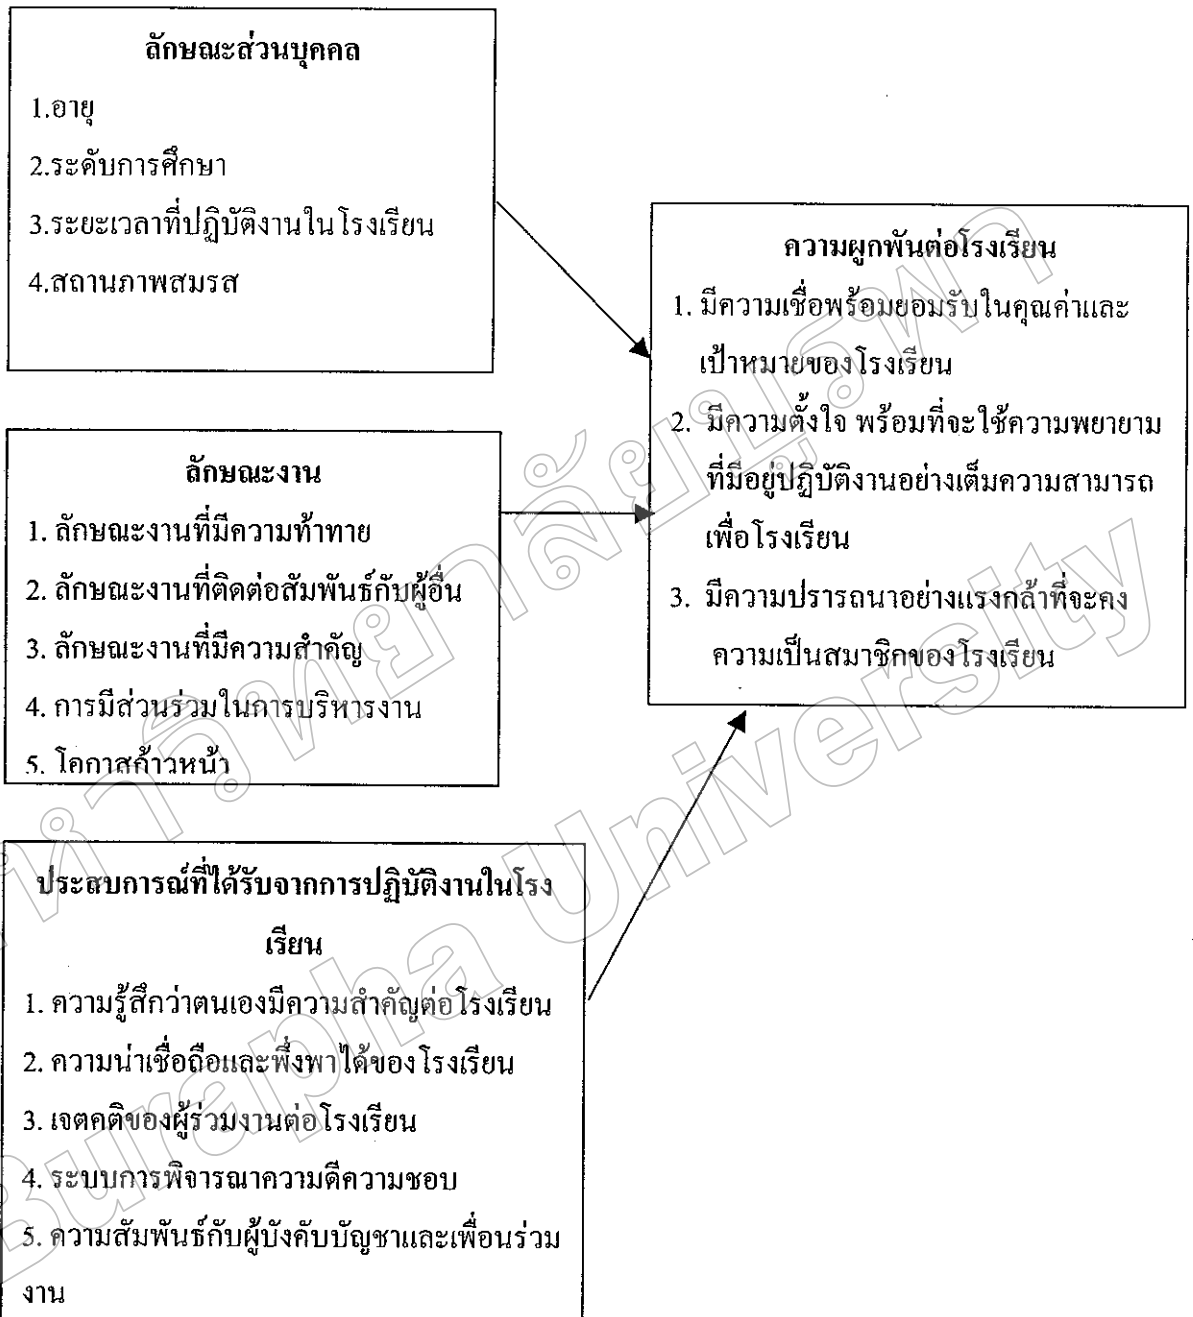 ลักษณะส่วนบุคคล
1.อายุ
2.ระดับการศึกษา
3.ระยะเวลาที่ปฏิบัติงานในโรงเรียน
4.สถานภาพสมรส
ลักษณะงาน
1. ลักษณะงานที่มีความท้าทาย
2. ลักษณะงานที่ติดต่อสัมพันธ์กับผู้อื่น
3. ลักษณะงานที่มีความสำคัญ
4. การมีส่วนร่วมในการบริหารงาน
5. โอกาสก้าวหน้า
ประสบการณ์ที่ได้รับจากการปฏิบัติงานในโรง
เรียน
1. ความรู้สึกว่าตนเองมีความสำคัญต่อโรงเรียน
2. ความน่าเชื่อถือและพึ่งพาได้ของโรงเรียน
3. เจตคติของผู้ร่วมงานต่อโรงเรียน
4. ระบบการพิจารณาความดีความชอบ
5. ความสัมพันธ์กับผู้บังคับบัญชาและเพื่อนร่วม
งาน
ความผูกพันต่อโรงเรียน
1. มีความเชื่อพร้อมยอมรับในคุณค่าและ
เป้าหมายของโรงเรียน
2. มีความตั้งใจ พร้อมที่จะใช้ความพยายาม
ที่มีอยู่ปฏิบัติงานอย่างเต็มความสามารถ
เพื่อโรงเรียน
3. มีความปรารถนาอย่างแรงกล้าที่จะคง
ความเป็นสมาชิกของโรงเรียน
มหาวิทยาลัยบูรพา
Burapha University